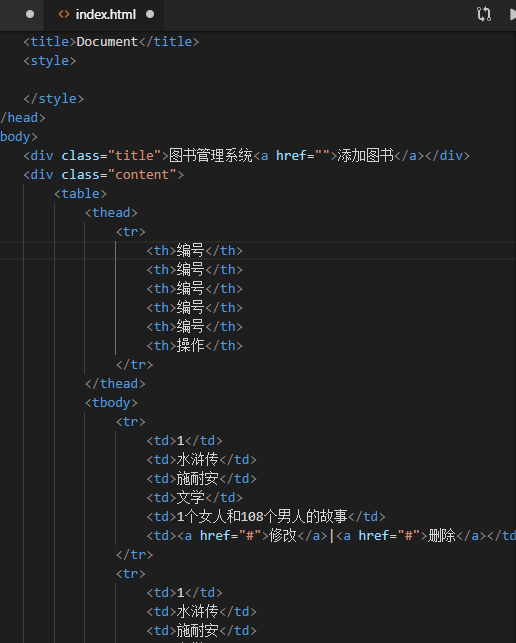 index.html
<title>Document</title>
<style>
</style>
/head>
body>
<div class="title">图书管理系统<a href="">添加图书</a></div>
<div class="content">
<table>
<thead>
<tr>
<th>编号</th>
<th>编号</th>
<th>编号</th>
<th>编号</th>
<th>编号</th>
<th>操作</th>
</tr>
</thead>
<tbody>
<tr>
<td>1</td>
<td>水浒传</td>
<td>施耐安</td>
<td>文学</td>
<td>1个女人和108个男人的故事</td>
<td><a href="#">修改</a>|<a href="#">删除</a></td
</tr>
<tr>
<td>1</td>
<td>水浒传</td>
<td>施耐安</td>